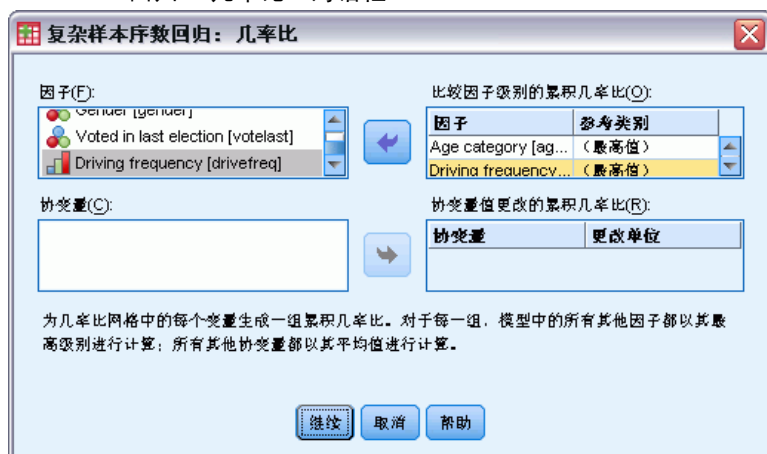 复杂样本序数回归：几率比
因子(F):
Gender [gender]
Voted in last election [votelast]
Driving frequency [drivefreq]
比较因子级别的累积几率比(O):
因子 参考类别
Age category [ag... （最高值）
Driving frequency... （最高值）
协变量(C):
协变量值更改的累积几率比(R):
协变量 更改单位
为几率比网格中的每个变量生成一组累积几率比。对于每一组，模型中的所有其他因子都以其最
高级别进行计算；所有其他协变量都以其平均值进行计算。
继续 取消 帮助